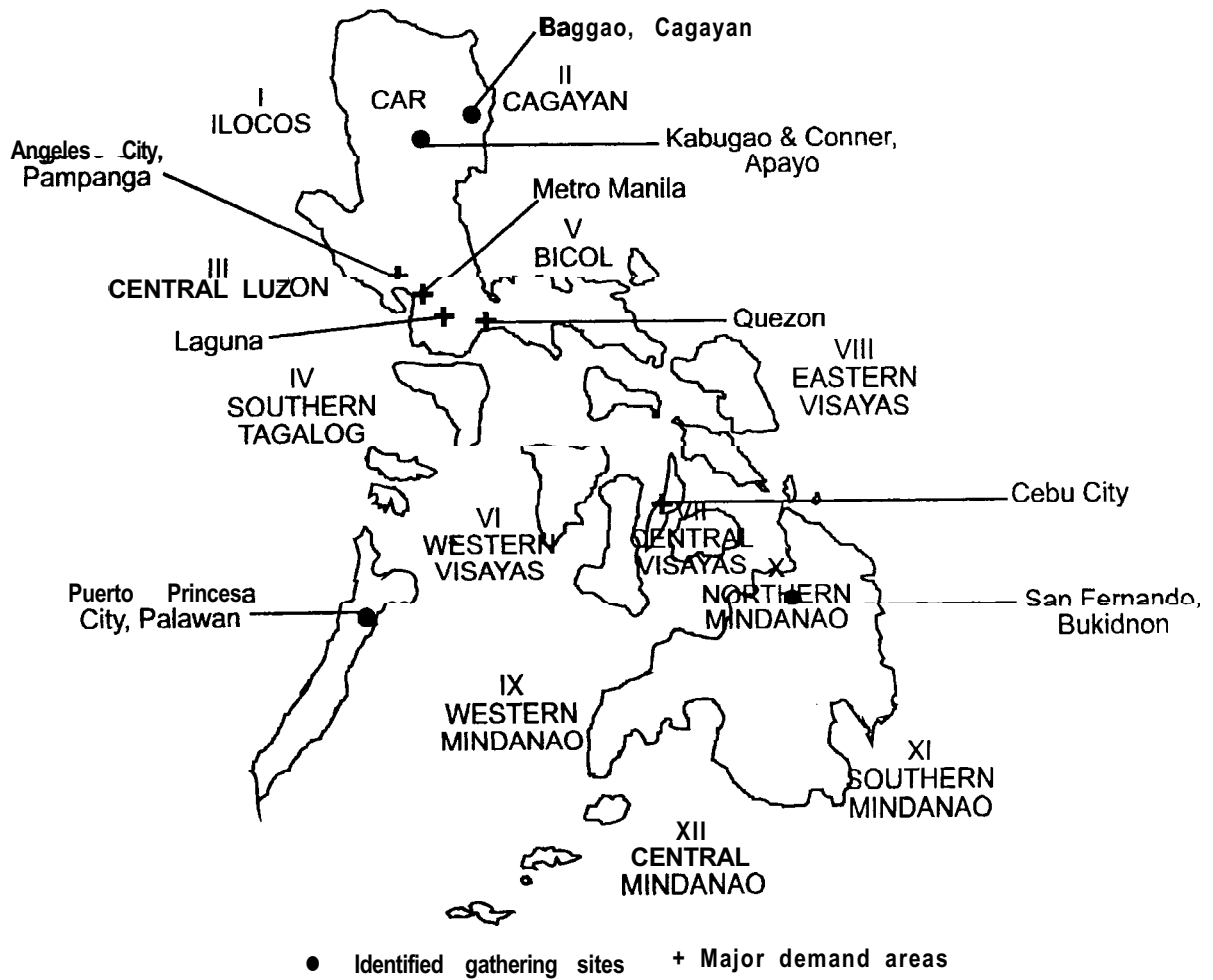 Baggao, Cagayan
II
CAGAYAN
CAR
I
ILOCOS
Kabugao & Conner,
Apayo
Angeles City,
Pampanga
Metro Manila
V
BICOL
III
CENTRAL LUZON
Laguna
Quezon
VIII
EASTERN
VISAYAS
IV
SOUTHERN
TAGALOG
Cebu City
VI
WESTERN
VISAYAS
VII
CENTRAL
VISAYAS
X
NORTHERN
MINDANAO
Puerto Princesa
City, Palawan
San Fernando,
Bukidnon
IX
WESTERN
MINDANAO
XI
SOUTHERN
MINDANAO
XII
CENTRAL
MINDANAO
● Identified gathering sites + Major demand areas